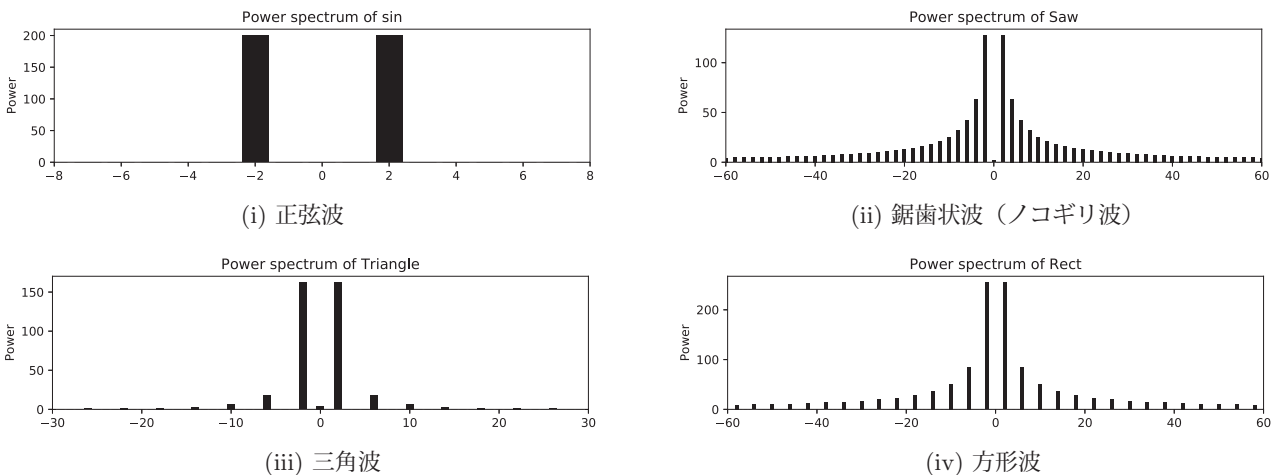 Power spectrum of sin
Power
200
150
100
50
0
−8 −6 −4 −2 0 2 4 6 8
(i) 正弦波
Power spectrum of Saw
Power
100
50
0
−60 −40 −20 0 20 40 60
(ii) 鋸歯状波（ノコギリ波）
Power spectrum of Triangle
Power
150
100
50
0
−30 −20 −10 0 10 20 30
(iii) 三角波
Power spectrum of Rect
Power
200
100
0
−60 −40 −20 0 20 40 60
(iv) 方形波